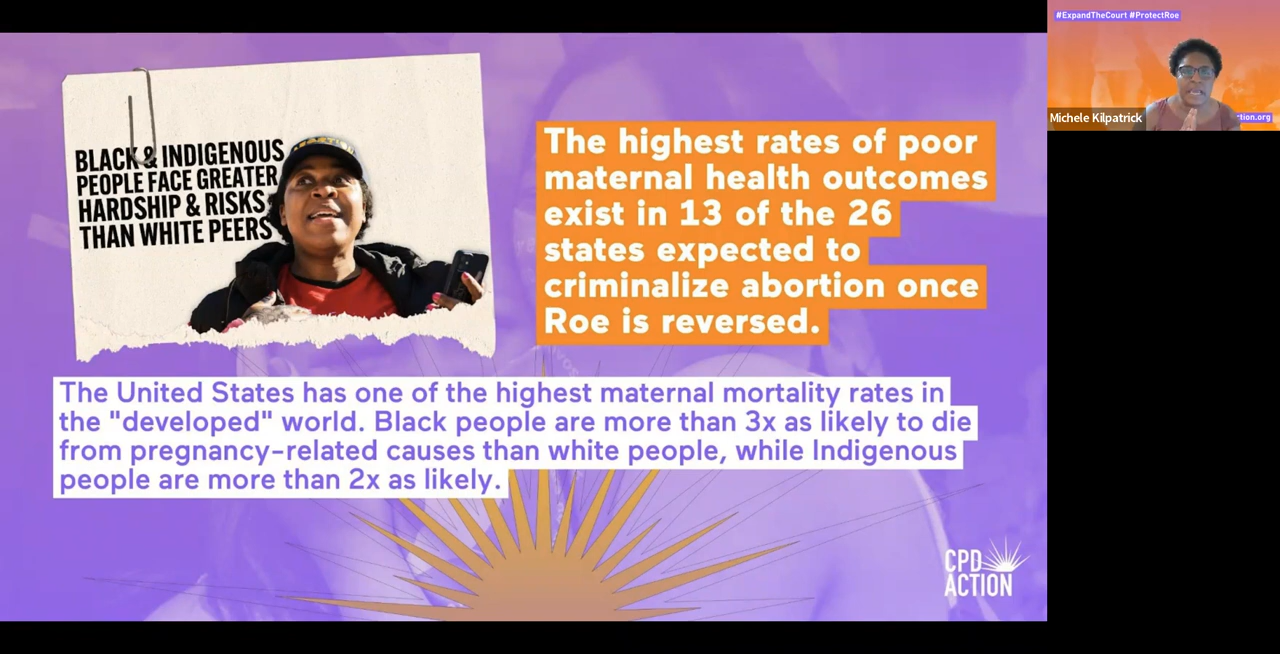 BLACK & INDIGENOUS
PEOPLE FACE GREATER
HARDSHIP & RISKS
THAN WHITE PEERS
The highest rates of poor
maternal health outcomes
exist in 13 of the 26
states expected to
criminalize abortion once
Roe is reversed.
The United States has one of the highest maternal mortality rates in
the "developed" world. Black people are more than 3x as likely to die
from pregnancy-related causes than white people, while Indigenous
people are more than 2x as likely.
CPD
ACTION
#ExpandTheCourt #ProtectRoe
Michele Kilpatrick
ction.org